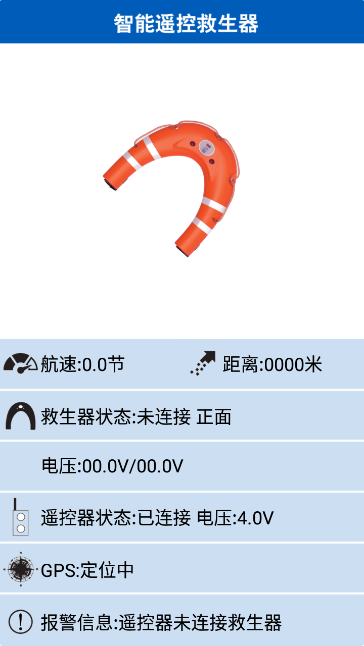 智能遥控救生器
航速:0.0节 距离:0000米
救生器状态:未连接 正面
电压:00.0V/00.0V
遥控器状态:已连接 电压:4.0V
GPS:定位中
报警信息:遥控器未连接救生器